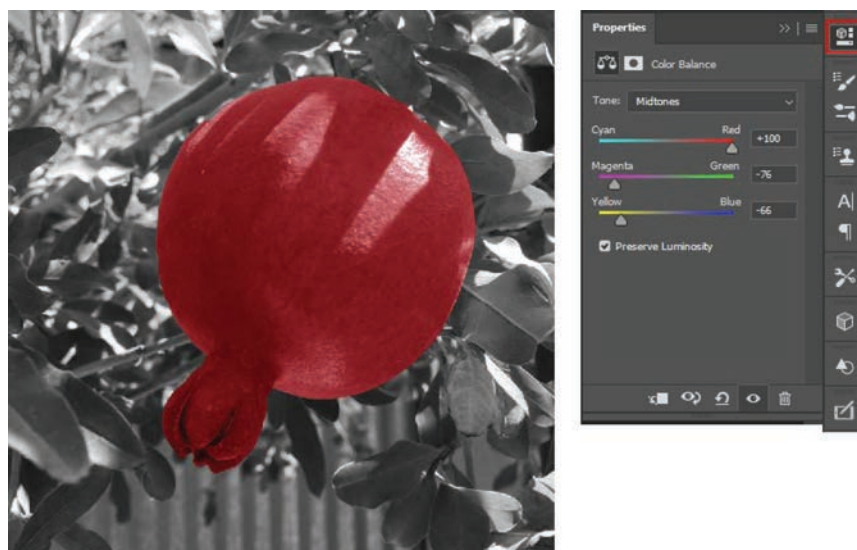 Properties
Color Balance
Tone: Midtones
Cyan Red +100
Magenta Green -76
Yellow Blue -66
Preserve Luminosity